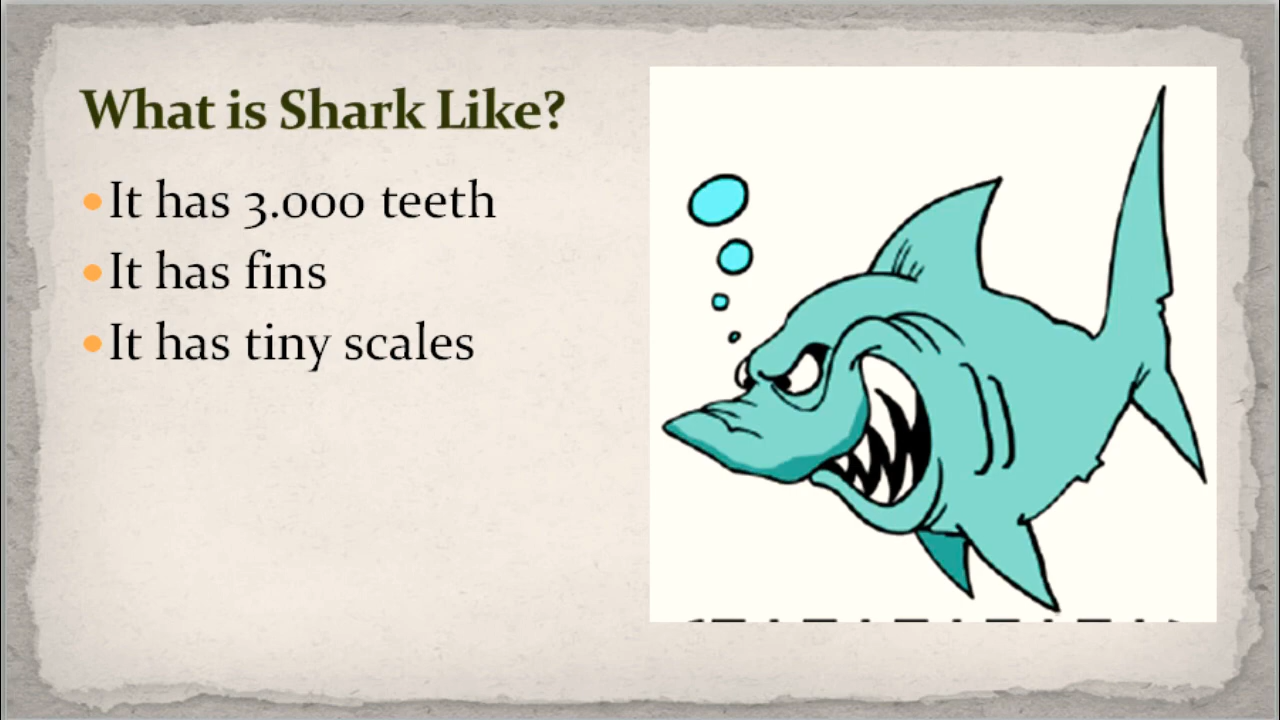 What is Shark Like?
It has 3.000 teeth
It has fins
It has tiny scales